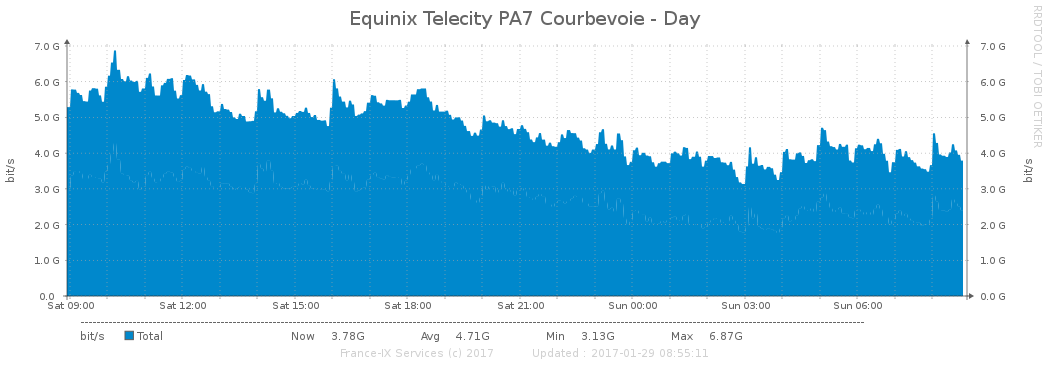 Equinix Telecity PA7 Courbevoie - Day
RRDTOOL / TOBI OETIKER
bit/s
7.0 G
6.0 G
5.0 G
4.0 G
3.0 G
2.0 G
1.0 G
0.0
7.0 G
6.0 G
5.0 G
4.0 G
3.0 G
2.0 G
1.0 G
0.0 G
bit/s
Sat 09:00 Sat 12:00 Sat 15:00 Sat 18:00 Sat 21:00 Sun 00:00 Sun 03:00 Sun 06:00
bit/s Total Now 3.78G Avg 4.71G Min 3.13G Max 6.87G
France-IX Services (c) 2017 Updated : 2017-01-29 08:55:11